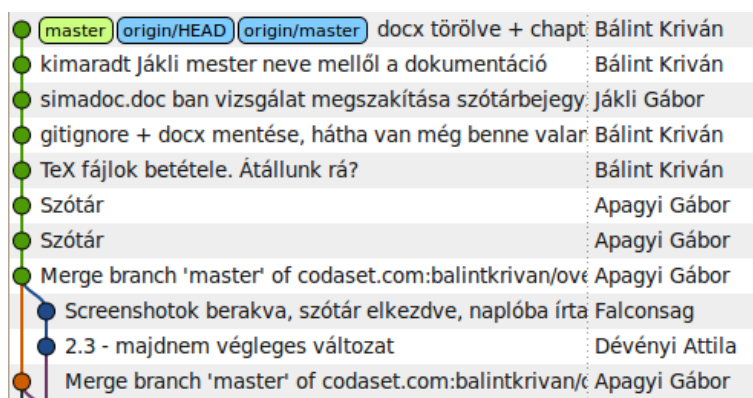 master origin/HEAD origin/master docx törölve + chapt Bálint Kriván
kimaradt Jákli mester neve mellől a dokumentáció Bálint Kriván
simadoc.doc ban vizsgálat megszakítása szótárbejegy Jákli Gábor
gitignore + docx mentése, hátha van még benne valam Bálint Kriván
TeX fájlok betétele. Átállunk rá? Bálint Kriván
Szótár Apagyi Gábor
Szótár Apagyi Gábor
Merge branch 'master' of codaset.com:balintkrivan/ove Apagyi Gábor
Screenshotok berakva, szótár elkezdve, naplóba írta Falconsag
2.3 - majdnem végleges változat Dévényi Attila
Merge branch 'master' of codaset.com:balintkrivan/o Apagyi Gábor